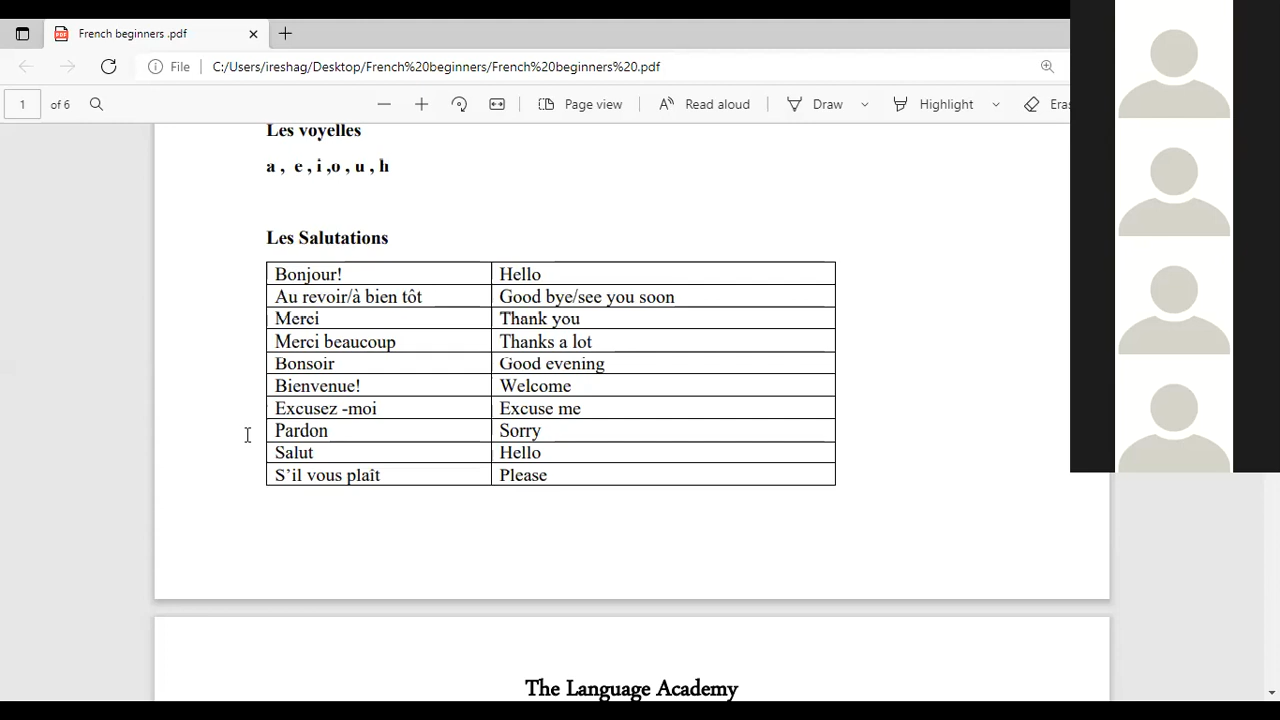 French beginners .pdf
File C:/Users/ireshag/Desktop/French%20beginners/French%20beginners%20.pdf
1 of 6 Page view Read aloud Draw Highlight Eras
Les voyelles
a , e , i ,o , u , h
Les Salutations
Bonjour! Hello
Au revoir/à bien tôt Good bye/see you soon
Merci Thank you
Merci beaucoup Thanks a lot
Bonsoir Good evening
Bienvenue! Welcome
Excusez -moi Excuse me
Pardon Sorry
Salut Hello
S’il vous plaît Please
The Language Academy